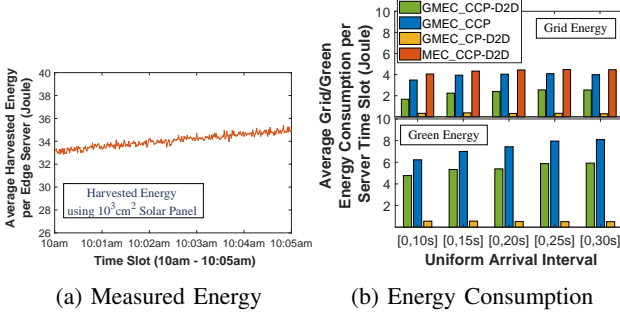 Average Harvested Energy
per Edge Server (Joule)
40
38
36
34
32
30
28
26
Harvested Energy
using 10³cm² Solar Panel
10am 10:01am 10:02am 10:03am 10:04am 10:05am
Time Slot (10am - 10:05am)
(a) Measured Energy
Average Grid/Green
Energy Consumption per
Server Time Slot (Joule)
GMEC_CCP-D2D
GMEC_CCP
GMEC_CP-D2D
MEC_CCP-D2D
Grid Energy
10
8
6
4
2
Green Energy
10
8
6
4
2
[0,10s] [0,15s] [0,20s] [0,25s] [0,30s]
Uniform Arrival Interval
(b) Energy Consumption